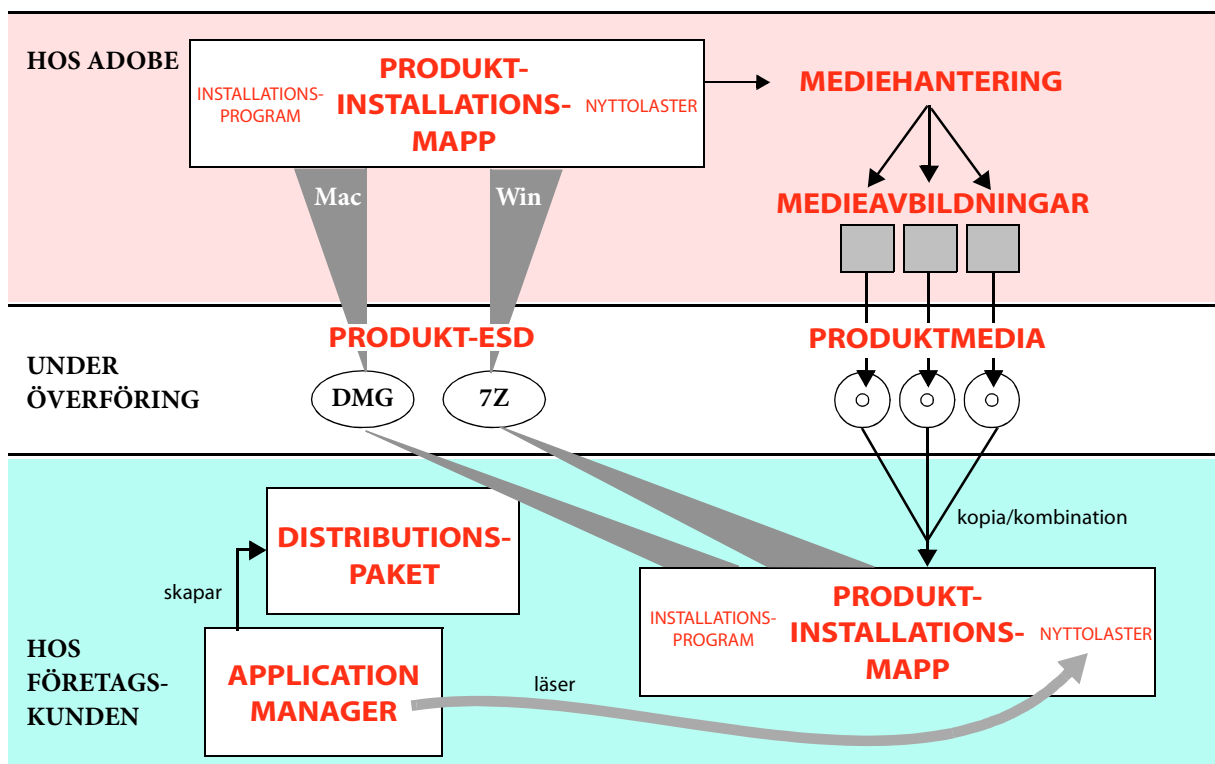 HOS ADOBE
INSTALLATIONS-
PROGRAM
PRODUKT-
INSTALLATIONS-
MAPP
NYTTOLASTER
MEDIEHANTERING
Mac
Win
MEDIEAVBILDNINGAR
UNDER
ÖVERFÖRING
PRODUKT-ESD
PRODUKTMEDIA
DMG
7Z
HOS
FÖRETAGS-
KUNDEN
DISTRIBUTIONS-
PAKET
skapar
APPLICATION
MANAGER
läser
kopia/kombination
INSTALLATIONS-
PROGRAM
PRODUKT-
INSTALLATIONS-
MAPP
NYTTOLASTER